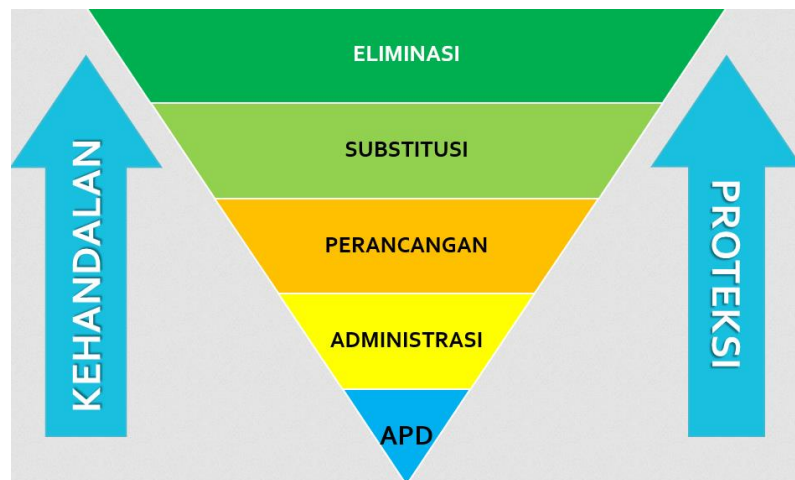 ELIMINASI
SUBSTITUSI
PERANCANGAN
ADMINISTRASI
APD
KEHANDALAN
PROTEKSI